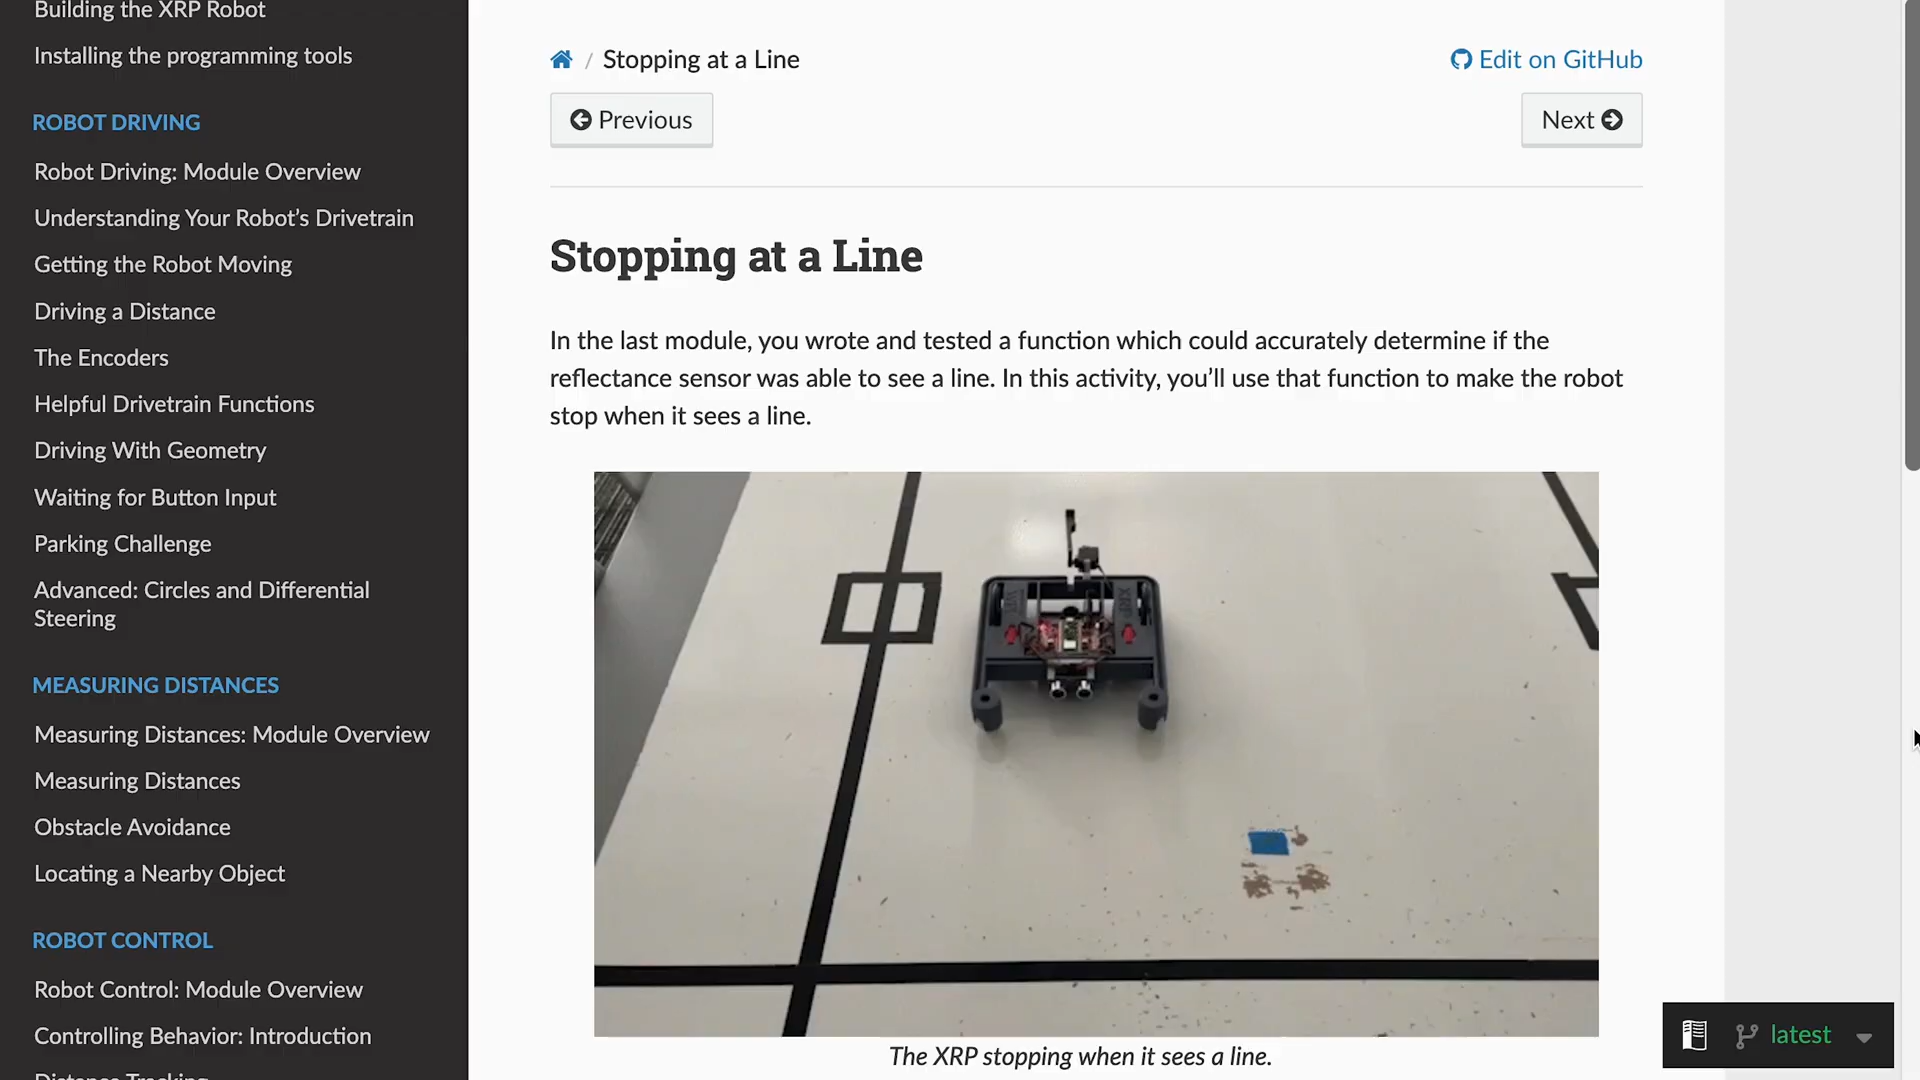 Building the XRP Robot
Installing the programming tools
ROBOT DRIVING
Robot Driving: Module Overview
Understanding Your Robot's Drivetrain
Getting the Robot Moving
Driving a Distance
The Encoders
Helpful Drivetrain Functions
Driving With Geometry
Waiting for Button Input
Parking Challenge
Advanced: Circles and Differential
Steering
MEASURING DISTANCES
Measuring Distances: Module Overview
Measuring Distances
Obstacle Avoidance
Locating a Nearby Object
ROBOT CONTROL
Robot Control: Module Overview
Controlling Behavior: Introduction
Distance Tracking
/ Stopping at a Line
Edit on GitHub
Previous
Next
Stopping at a Line
In the last module, you wrote and tested a function which could accurately determine if the
reflectance sensor was able to see a line. In this activity, you'll use that function to make the robot
stop when it sees a line.
XRP
The XRP stopping when it sees a line.
latest